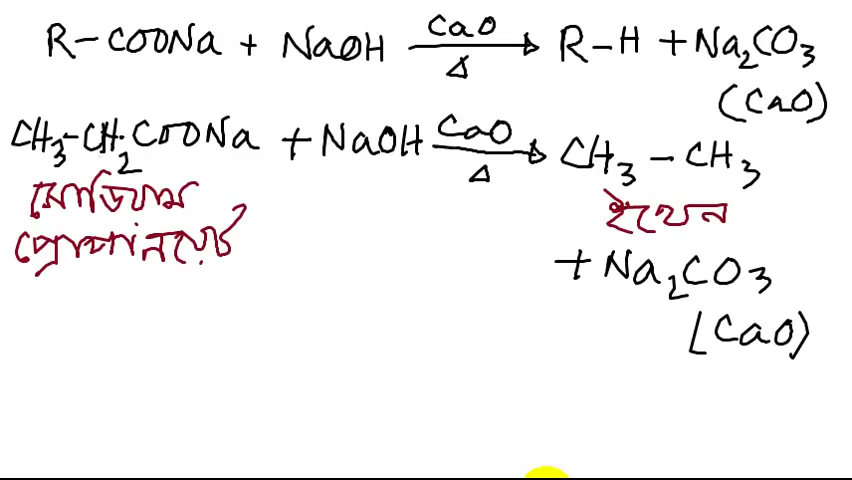 R-COONa + NaOH CaO → Δ R-H + Na₂CO₃
(CaO)
CH₃-CH₂COONa + NaOH CaO → Δ CH₃-CH₃
সোডিয়াম
প্রোপানয়েট
ইথেন
+ Na₂CO₃
(CaO)